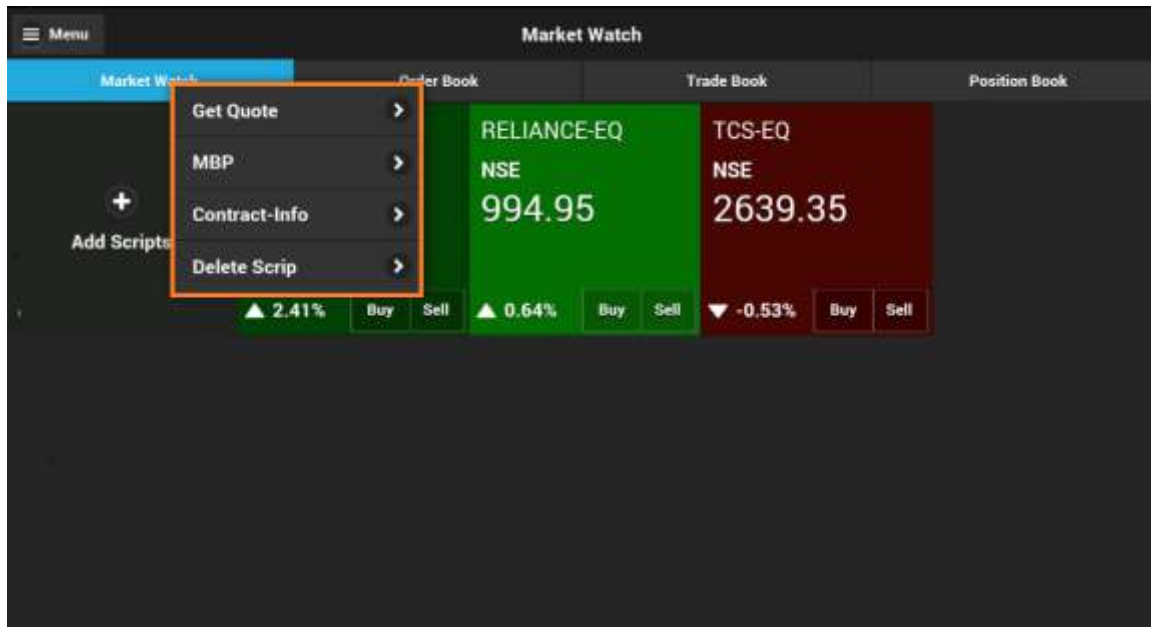 Menu
Market Watch
Market Trade Book Position Book
Get Quote
MBP
Contract-Info
Delete Scrip
Add Scripts
▲ 2.41% Buy Sell
RELIANCE-EQ
NSE
994.95
▲ 0.64% Buy Sell
TCS-EQ
NSE
2639.35
▼ -0.53% Buy Sell